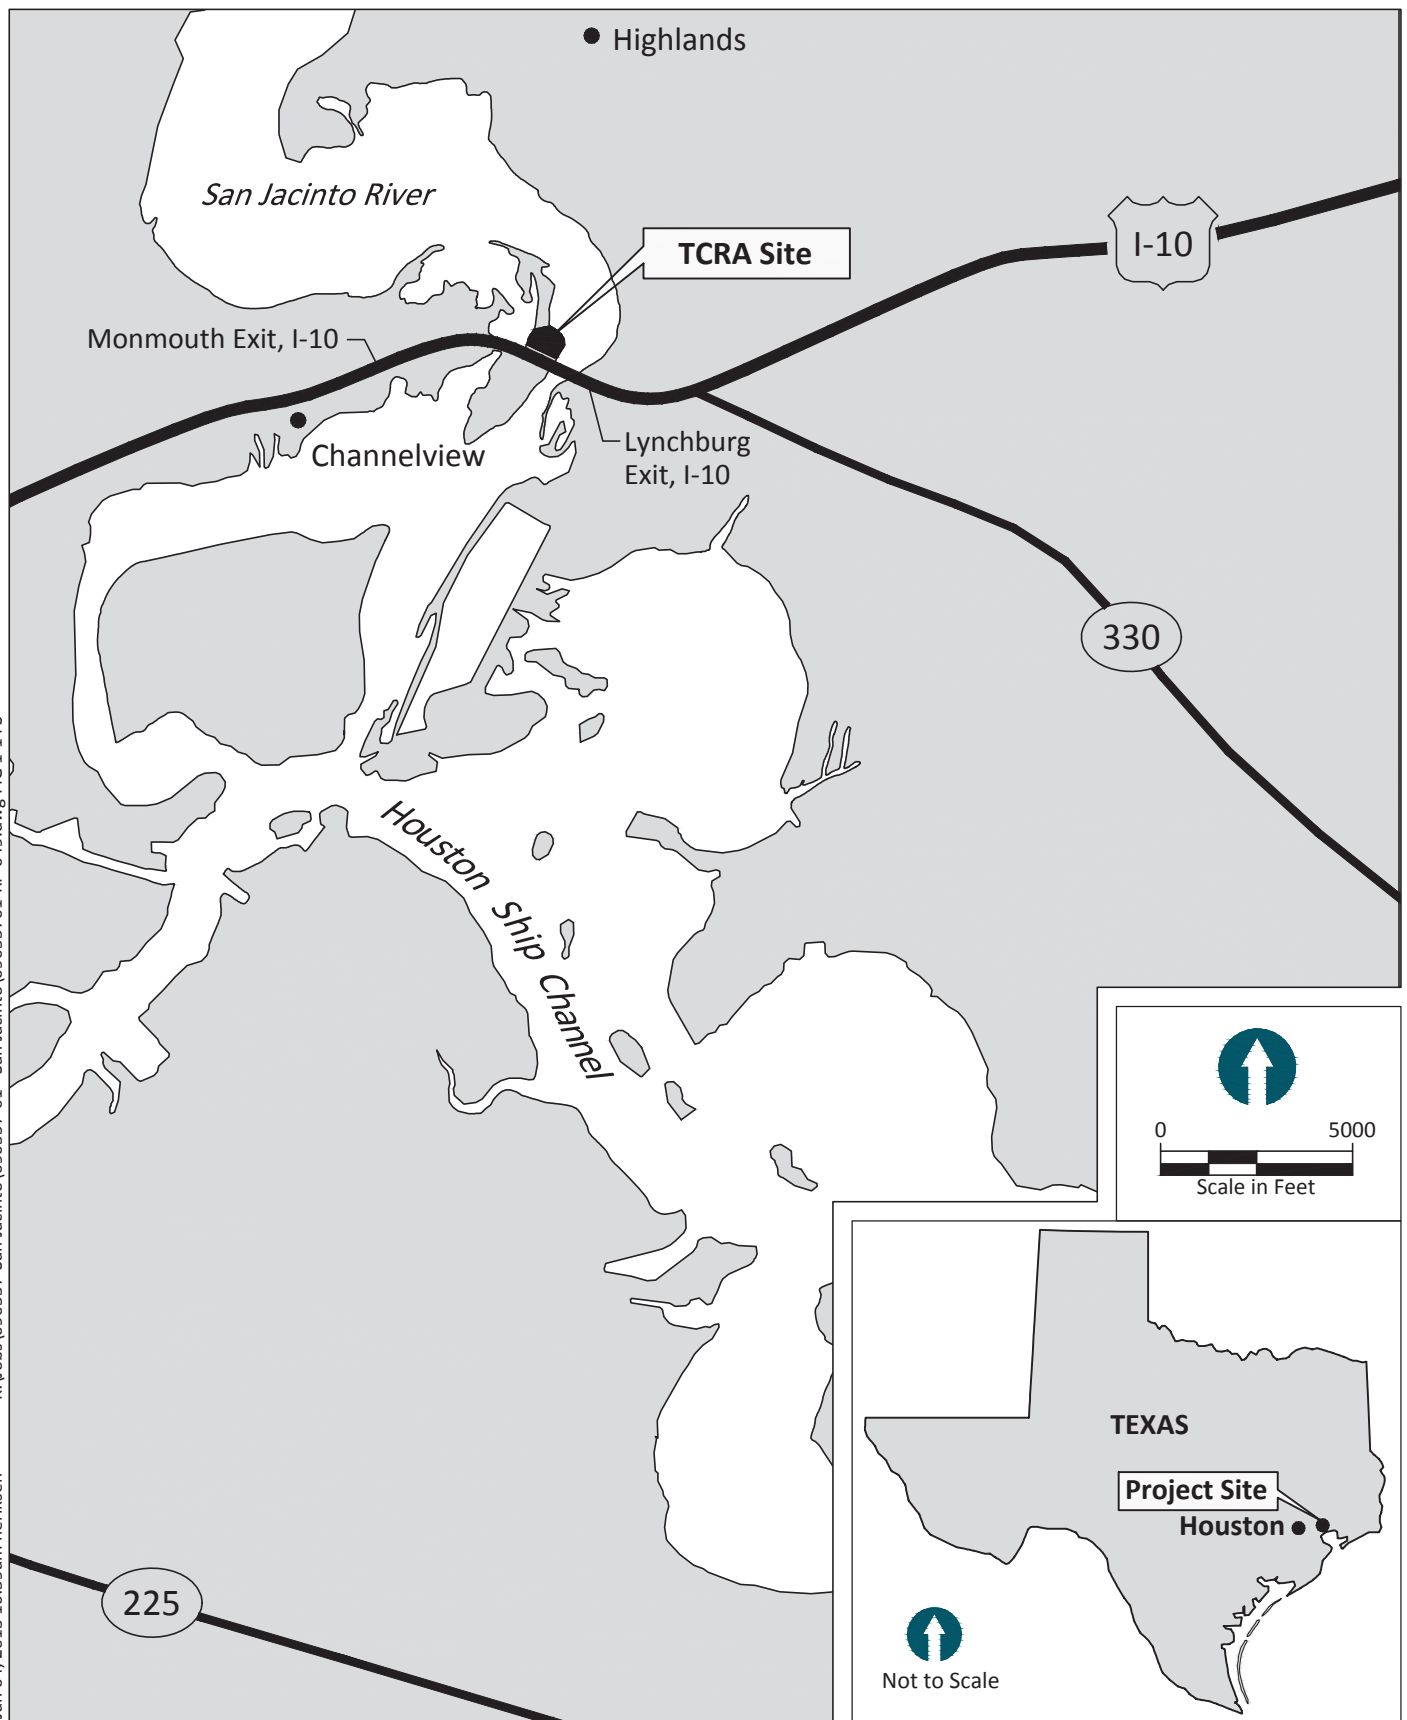 Highlands
San Jacinto River
TCRA Site
I-10
Monmouth Exit, I-10
Lynchburg
Exit, I-10
Channelview
330
Houston Ship Channel
0 5000
Scale in Feet
TEXAS
Project Site
Houston
225
Not to Scale